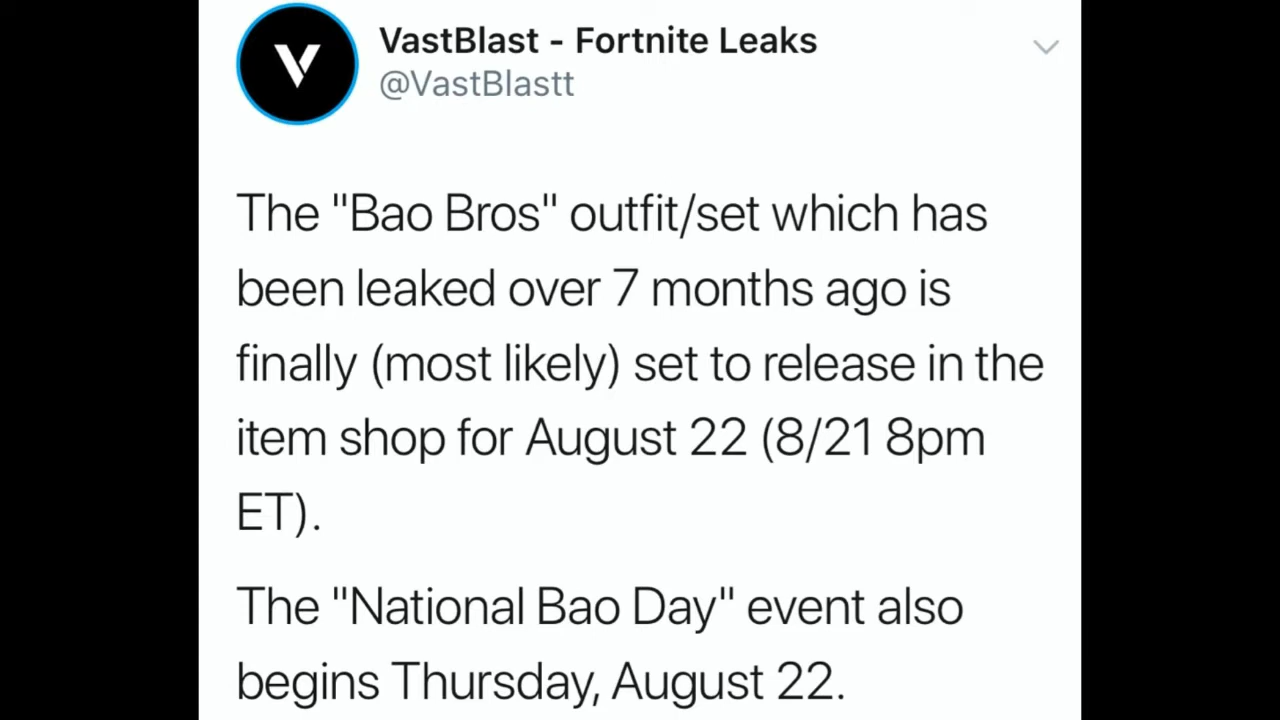 VastBlast - Fortnite Leaks
@VastBlastt
The "Bao Bros" outfit/set which has
been leaked over 7 months ago is
finally (most likely) set to release in the
item shop for August 22 (8/21 8pm
ET).
The "National Bao Day" event also
begins Thursday, August 22.